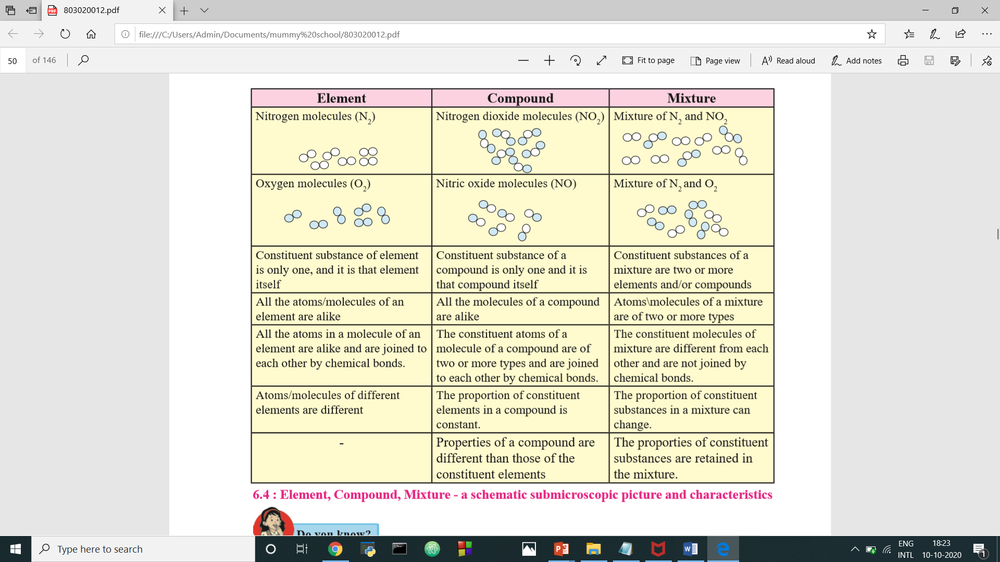 803020012.pdf
file:///C:/Users/Admin/Documents/mummy%20school/803020012.pdf
50 of 146
Fit to page
Page view
Read aloud
Add notes
Element
Compound
Mixture
Nitrogen molecules (N2)
Nitrogen dioxide molecules (NO2)
Mixture of N2 and NO2
Oxygen molecules (O2)
Nitric oxide molecules (NO)
Mixture of N2 and O2
Constituent substance of element
is only one, and it is that element
itself
Constituent substance of a
compound is only one and it is
that compound itself
Constituent substances of a
mixture are two or more
elements and/or compounds
All the atoms/molecules of an
element are alike
All the molecules of a compound
are alike
Atoms\molecules of a mixture
are of two or more types
All the atoms in a molecule of an
element are alike and are joined to
each other by chemical bonds.
The constituent atoms of a
molecule of a compound are of
two or more types and are joined
to each other by chemical bonds.
The constituent molecules of
mixture are different from each
other and are not joined by
chemical bonds.
Atoms/molecules of different
elements are different
The proportion of constituent
elements in a compound is
constant.
The proportion of constituent
substances in a mixture can
change.
-
Properties of a compound are
different than those of the
constituent elements
The proporties of constituent
substances are retained in
the mixture.
6.4 : Element, Compound, Mixture - a schematic submicroscopic picture and characteristics
Do you know?
Type here to search
ENG
INTL
18:23
10-10-2020
1